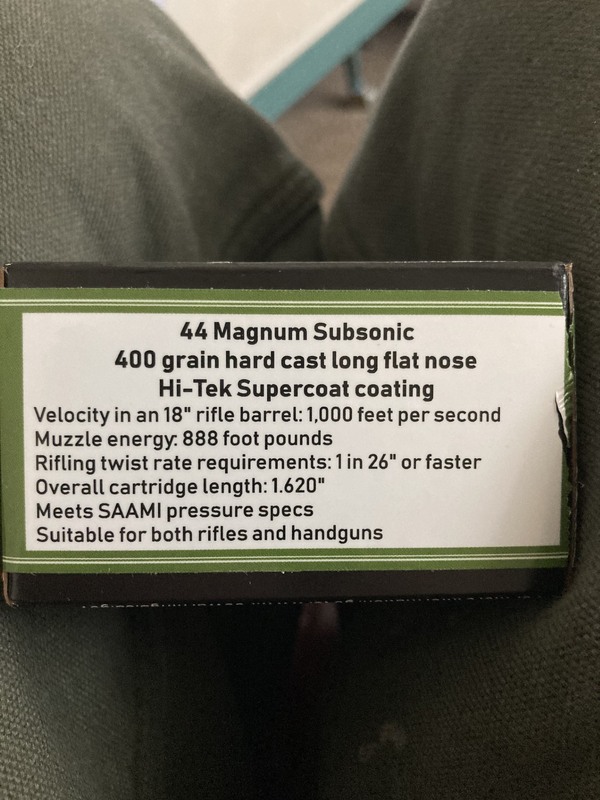 44 Magnum Subsonic
400 grain hard cast long flat nose
Hi-Tek Supercoat coating
Velocity in an 18" rifle barrel: 1,000 feet per second
Muzzle energy: 888 foot pounds
Rifling twist rate requirements: 1 in 26" or faster
Overall cartridge length: 1.620"
Meets SAAMI pressure specs
Suitable for both rifles and handguns